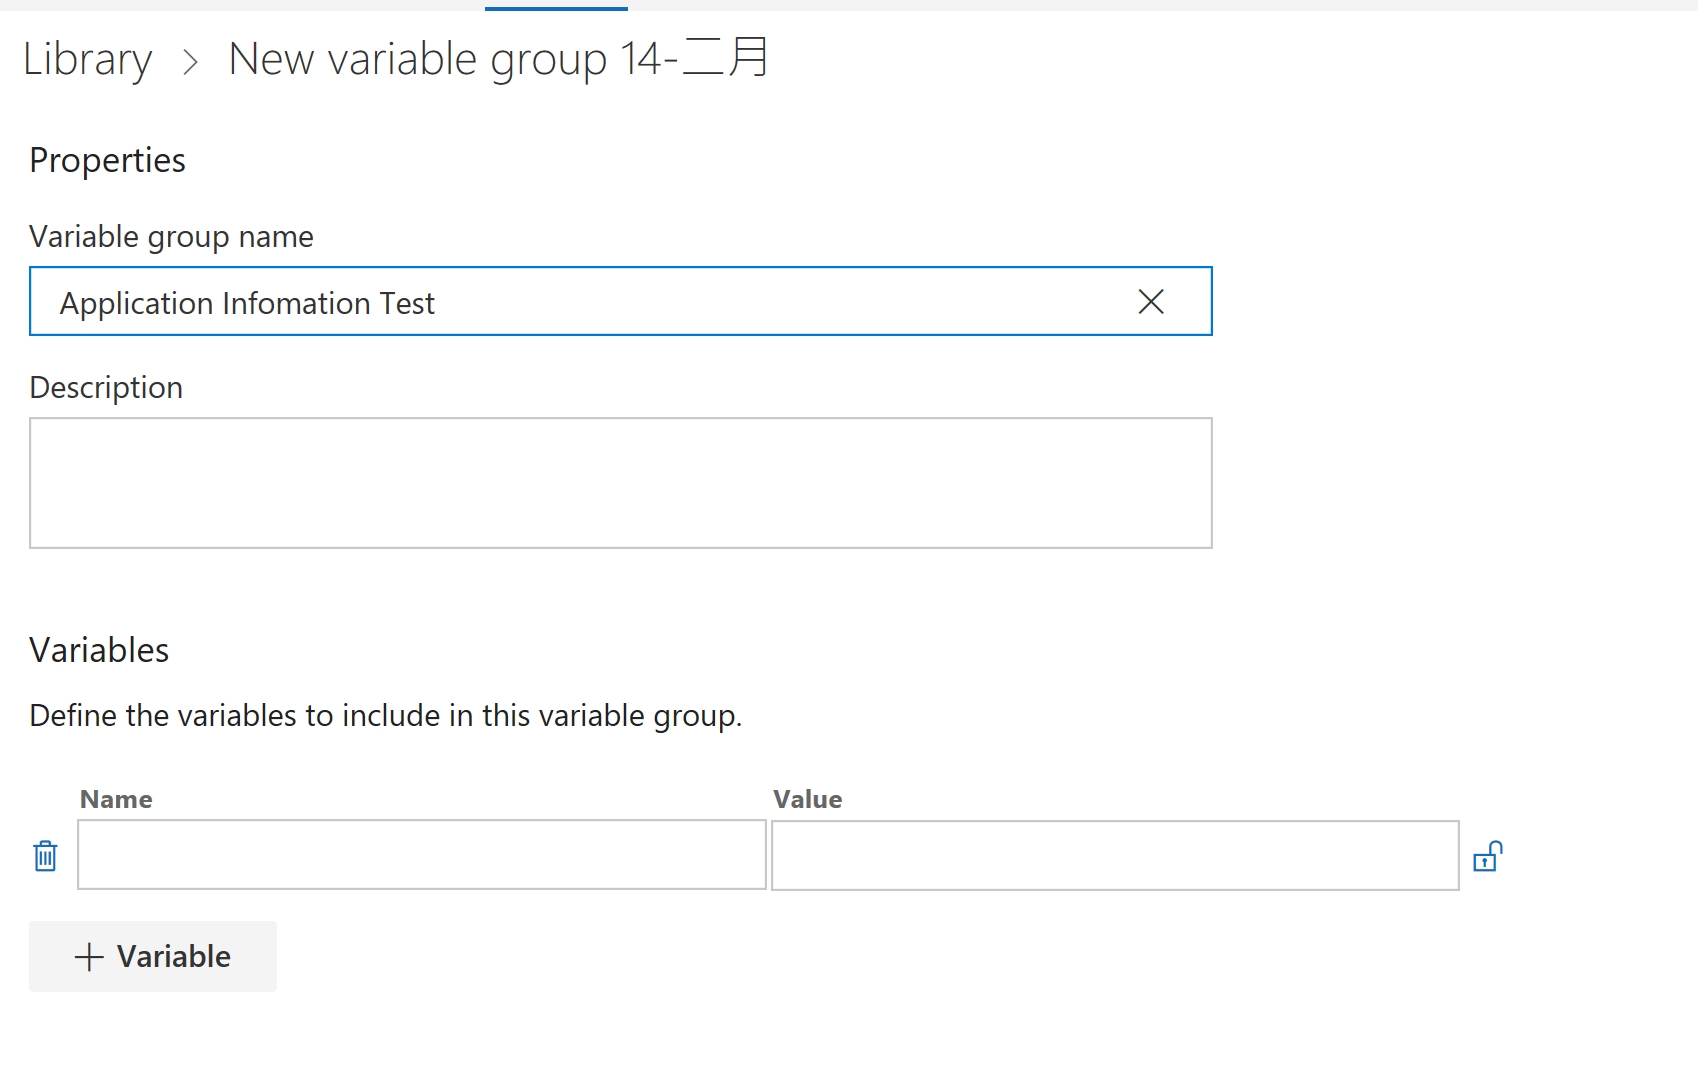 Library > New variable group 14-二月
Properties
Variable group name
Application Infomation Test
Description
Variables
Define the variables to include in this variable group.
Name Value
+ Variable